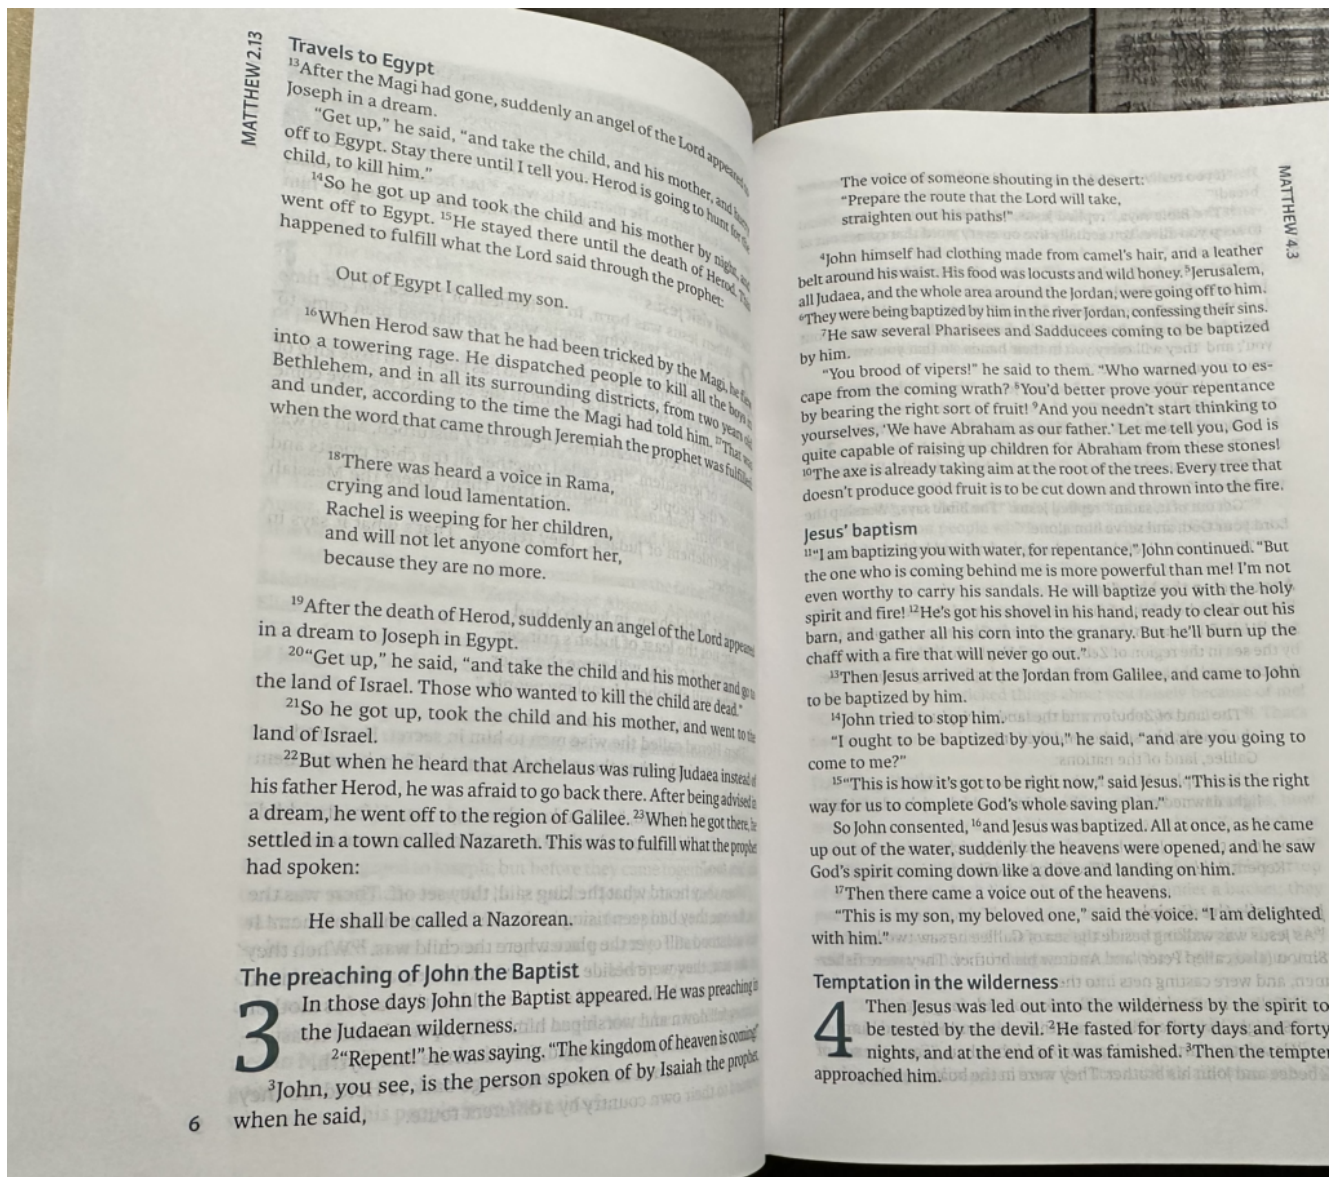 MATTHEW 2.13
Travels to Egypt
¹³After the Magi had gone, suddenly an angel of the Lord appeared to
Joseph in a dream.
“Get up,” he said, “and take the child, and his mother, and hurry
off to Egypt. Stay there until I tell you. Herod is going to hunt for the
child, to kill him.”
¹⁴So he got up and took the child and his mother by night, and
went off to Egypt. ¹⁵He stayed there until the death of Herod. This
happened to fulfill what the Lord said through the prophet:
Out of Egypt I called my son.
¹⁶When Herod saw that he had been tricked by the Magi, he flew
into a towering rage. He dispatched people to kill all the boys in
Bethlehem, and in all its surrounding districts, from two years old
and under, according to the time the Magi had told him. ¹⁷That was
when the word that came through Jeremiah the prophet was fulfilled:
¹⁸There was heard a voice in Rama,
crying and loud lamentation.
Rachel is weeping for her children,
and will not let anyone comfort her,
because they are no more.
¹⁹After the death of Herod, suddenly an angel of the Lord appeared
in a dream to Joseph in Egypt.
²⁰“Get up,” he said, “and take the child and his mother and go to
the land of Israel. Those who wanted to kill the child are dead.”
²¹So he got up, took the child and his mother, and went to the
land of Israel.
²²But when he heard that Archelaus was ruling Judaea instead of
his father Herod, he was afraid to go back there. After being advised in
a dream, he went off to the region of Galilee. ²³When he got there, he
settled in a town called Nazareth. This was to fulfill what the prophet
had spoken:
He shall be called a Nazorean.
The preaching of John the Baptist
3 In those days John the Baptist appeared. He was preaching in
the Judaean wilderness.
²“Repent!” he was saying. “The kingdom of heaven is coming!”
³John, you see, is the person spoken of by Isaiah the prophet,
when he said,
6
MATTHEW 4.3
The voice of someone shouting in the desert:
“Prepare the route that the Lord will take,
straighten out his paths!”
⁴John himself had clothing made from camel’s hair, and a leather
belt around his waist. His food was locusts and wild honey. ⁵Jerusalem,
all Judaea, and the whole area around the Jordan, were going off to him.
⁶They were being baptized by him in the river Jordan, confessing their sins.
⁷He saw several Pharisees and Sadducees coming to be baptized
by him.
“You brood of vipers!” he said to them. “Who warned you to es-
cape from the coming wrath? ⁸You’d better prove your repentance
by bearing the right sort of fruit! ⁹And you needn’t start thinking to
yourselves, ‘We have Abraham as our father.’ Let me tell you, God is
quite capable of raising up children for Abraham from these stones!
¹⁰The axe is already taking aim at the root of the trees. Every tree that
doesn’t produce good fruit is to be cut down and thrown into the fire.
Jesus’ baptism
¹¹“I am baptizing you with water, for repentance,” John continued. “But
the one who is coming behind me is more powerful than me! I’m not
even worthy to carry his sandals. He will baptize you with the holy
spirit and fire! ¹²He’s got his shovel in his hand, ready to clear out his
barn, and gather all his corn into the granary. But he’ll burn up the
chaff with a fire that will never go out.”
¹³Then Jesus arrived at the Jordan from Galilee, and came to John
to be baptized by him.
¹⁴John tried to stop him.
“I ought to be baptized by you,” he said, “and are you going to
come to me?”
¹⁵“This is how it’s got to be right now,” said Jesus. “This is the right
way for us to complete God’s whole saving plan.”
So John consented, ¹⁶and Jesus was baptized. All at once, as he came
up out of the water, suddenly the heavens were opened, and he saw
God’s spirit coming down like a dove and landing on him.
¹⁷Then there came a voice out of the heavens.
“This is my son, my beloved one,” said the voice. “I am delighted
with him.”
Temptation in the wilderness
4 Then Jesus was led out into the wilderness by the spirit to
be tested by the devil. ²He fasted for forty days and forty
nights, and at the end of it was famished. ³Then the tempter
approached him.